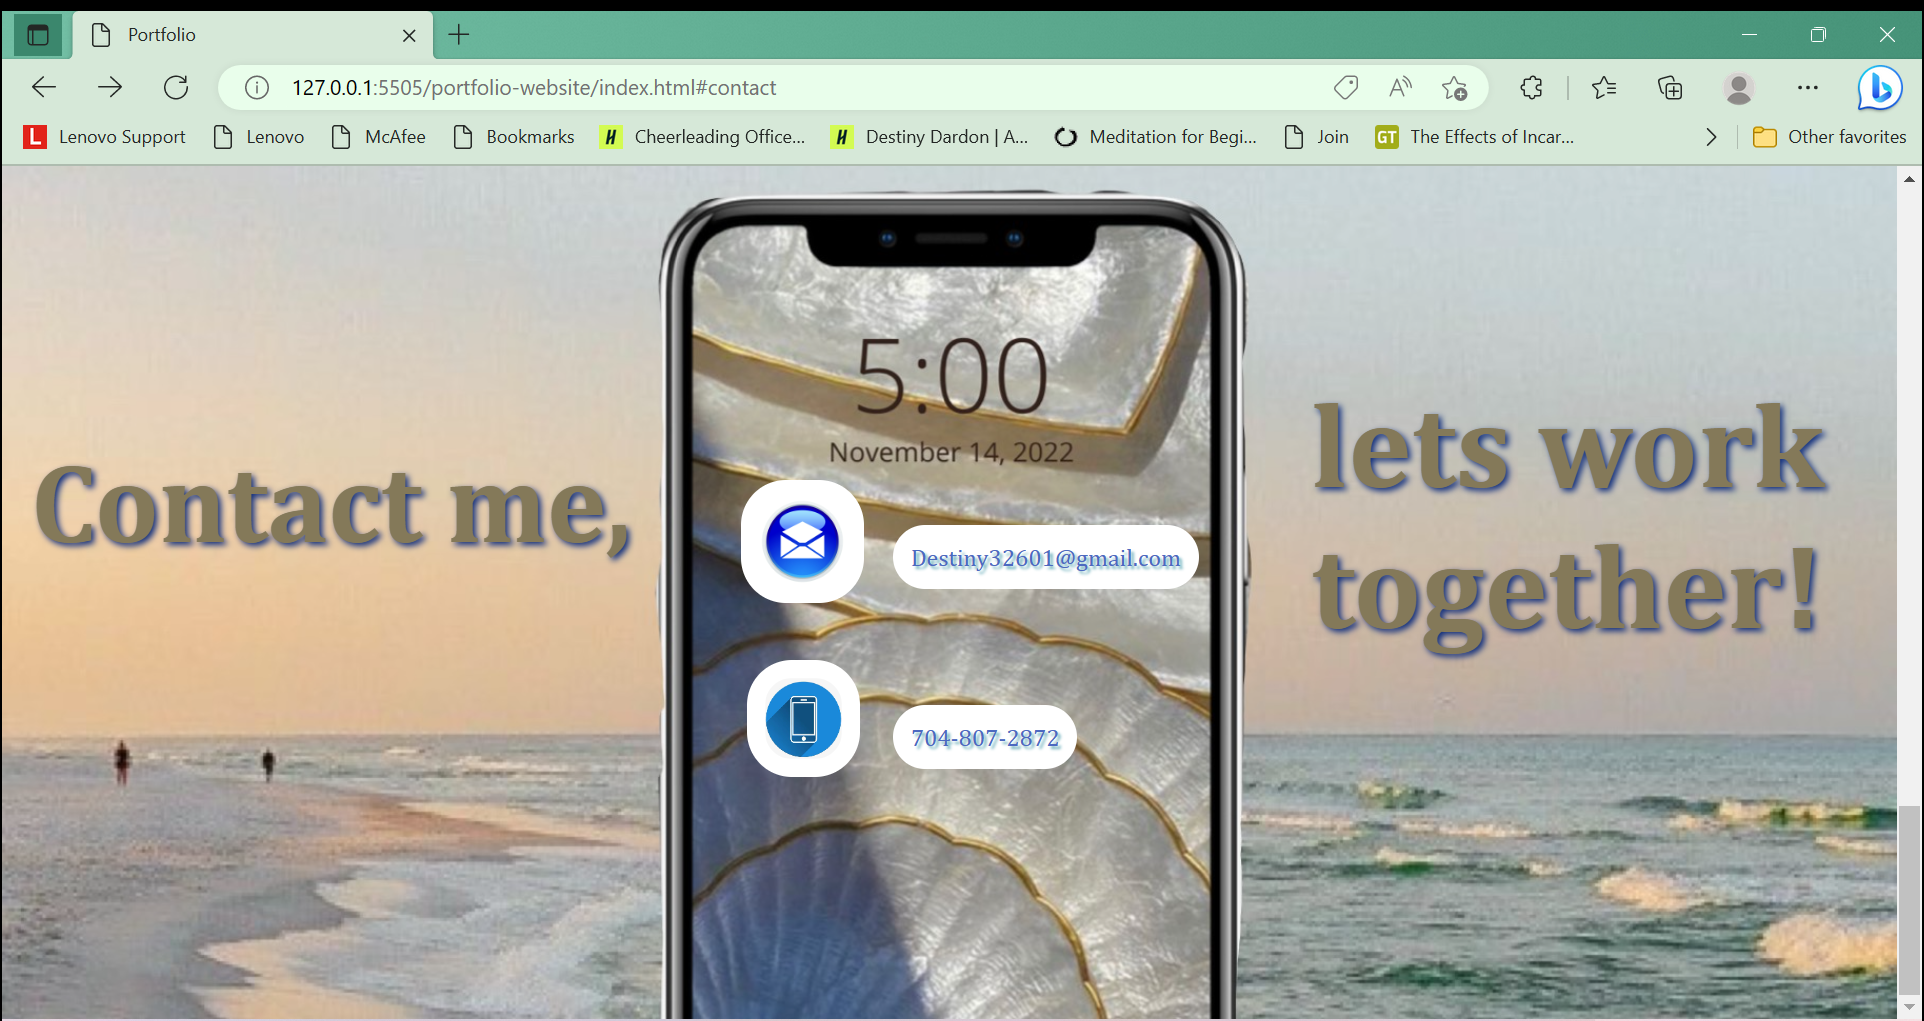 Portfolio
127.0.0.1:5505/portfolio-website/index.html#contact
L Lenovo Support Lenovo McAfee Bookmarks H Cheerleading Office... H Destiny Dardon | A... Meditation for Begi... Join GT The Effects of Incar... Other favorites
5:00
November 14, 2022
Contact me,
Destiny32601@gmail.com
704-807-2872
lets work
together!